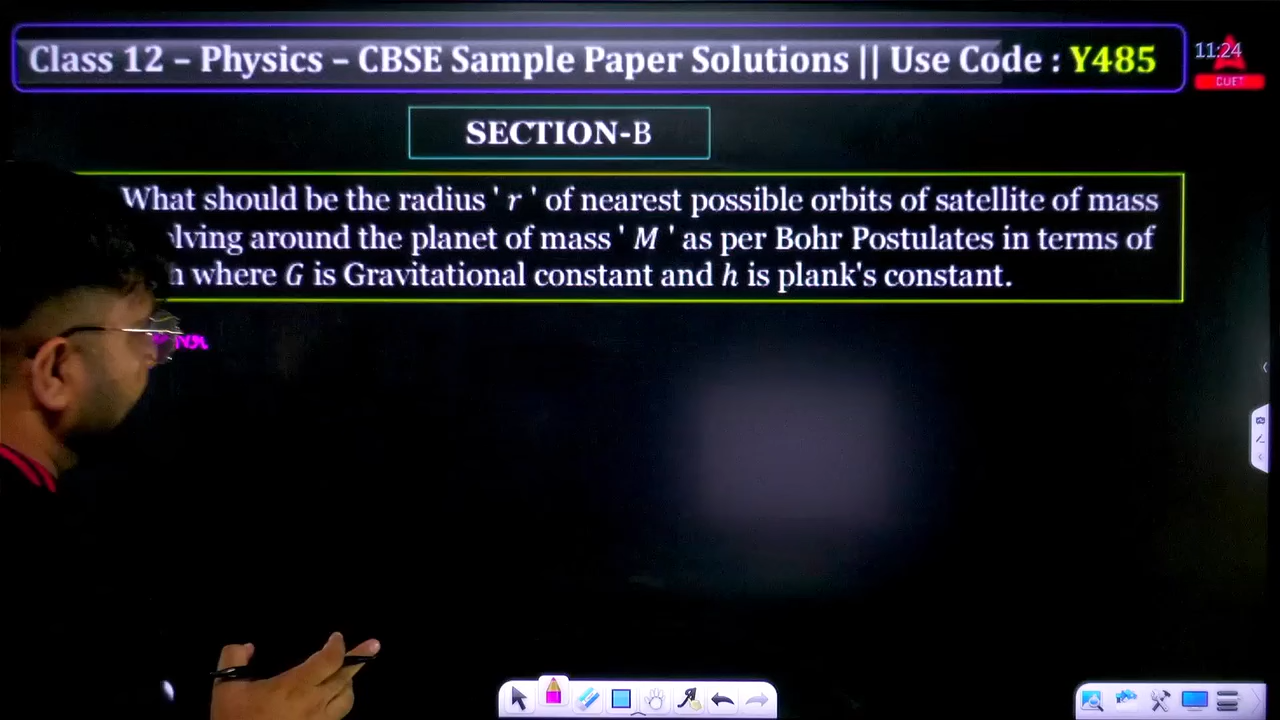 Class 12 – Physics – CBSE Sample Paper Solutions || Use Code : Y485
11:24
CUET
SECTION-B
What should be the radius ' r ' of nearest possible orbits of satellite of mass
lving around the planet of mass ' M ' as per Bohr Postulates in terms of
h where G is Gravitational constant and h is plank's constant.